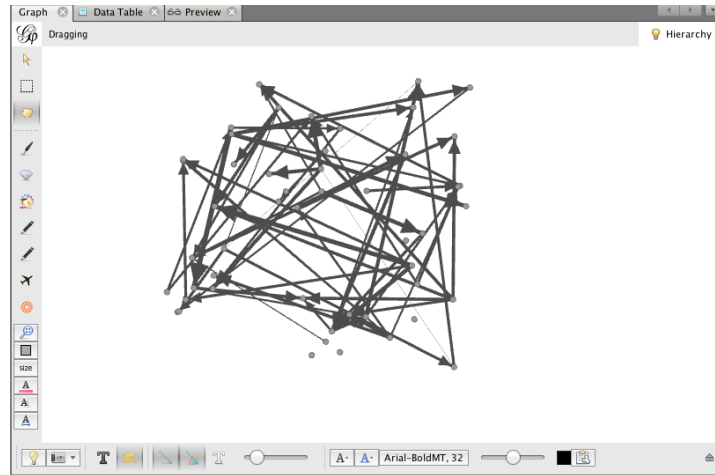 Graph Data Table Preview
Dragging Hierarchy
size
A
A
A
T T A- A- Arial-BoldMT, 32